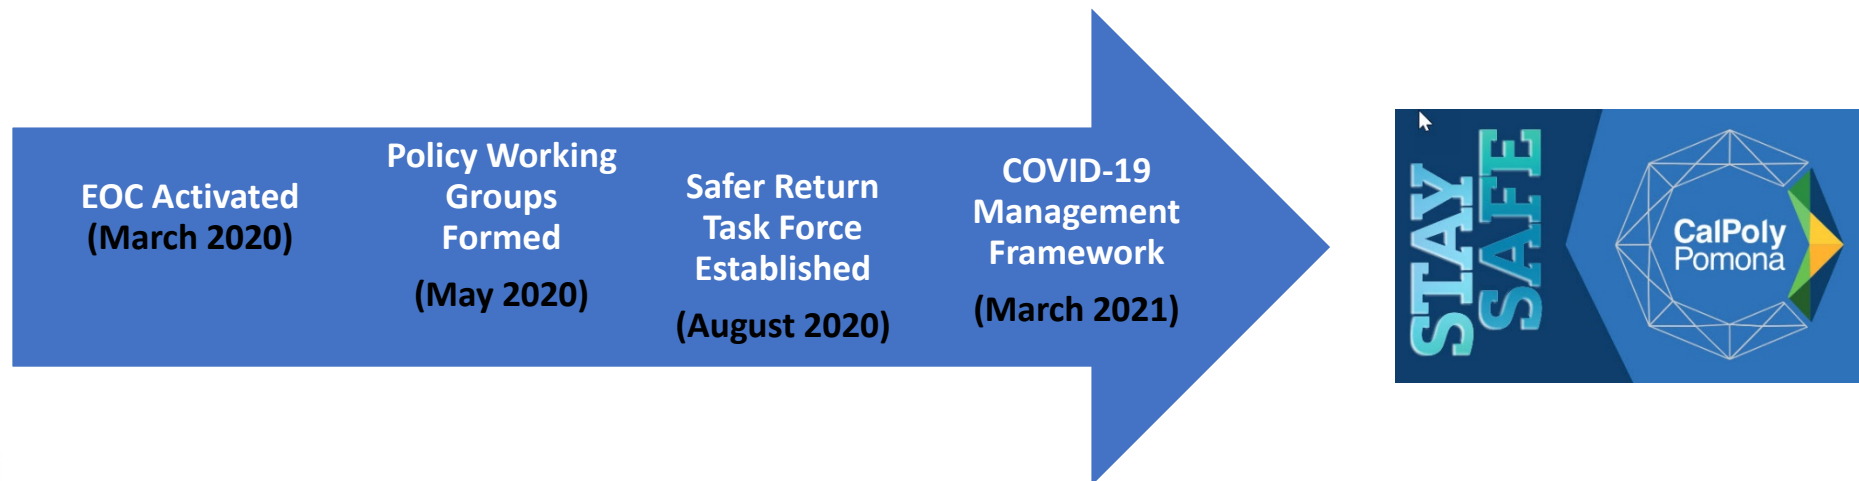 EOC Activated
(March 2020)
Policy Working
Groups
Formed
(May 2020)
Safer Return
Task Force
Established
(August 2020)
COVID-19
Management
Framework
(March 2021)
STAY
SAFE
CalPoly
Pomona